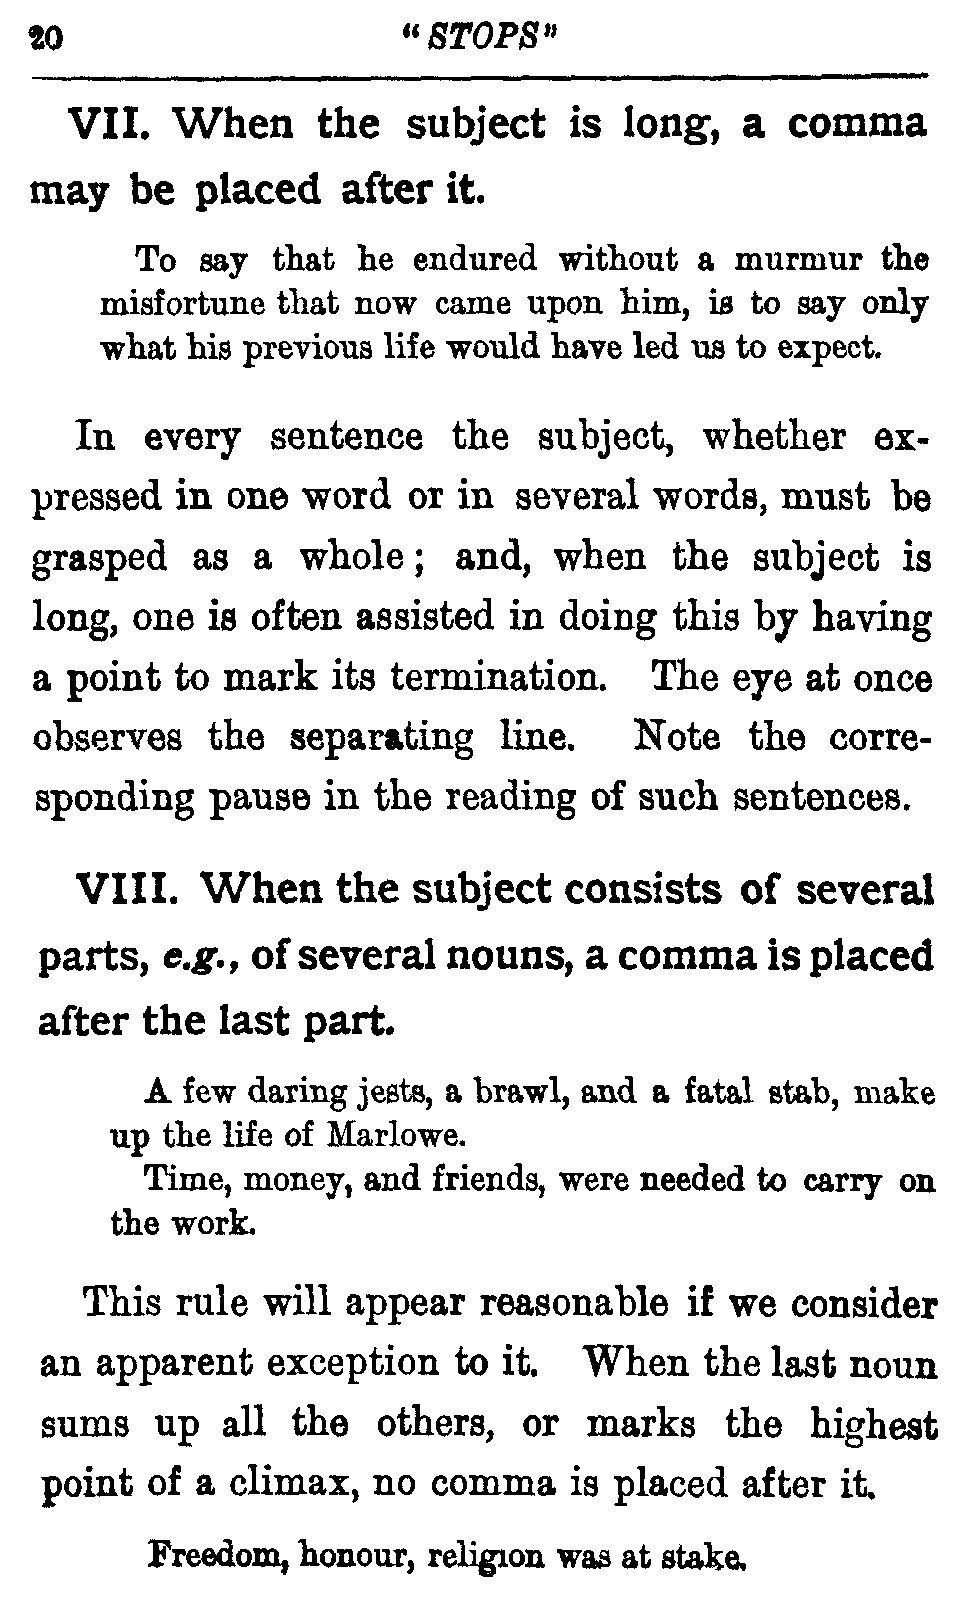 20 "STOPS"
VII. When the subject is long, a comma
may be placed after it.
To say that he endured without a murmur the
misfortune that now came upon him, is to say only
what his previous life would have led us to expect.
In every sentence the subject, whether ex-
pressed in one word or in several words, must be
grasped as a whole; and, when the subject is
long, one is often assisted in doing this by having
a point to mark its termination. The eye at once
observes the separating line. Note the corre-
sponding pause in the reading of such sentences.
VIII. When the subject consists of several
parts, e.g., of several nouns, a comma is placed
after the last part.
A few daring jests, a brawl, and a fatal stab, make
up the life of Marlowe.
Time, money, and friends, were needed to carry on
the work.
This rule will appear reasonable if we consider
an apparent exception to it. When the last noun
sums up all the others, or marks the highest
point of a climax, no comma is placed after it.
Freedom, honour, religion was at stake.